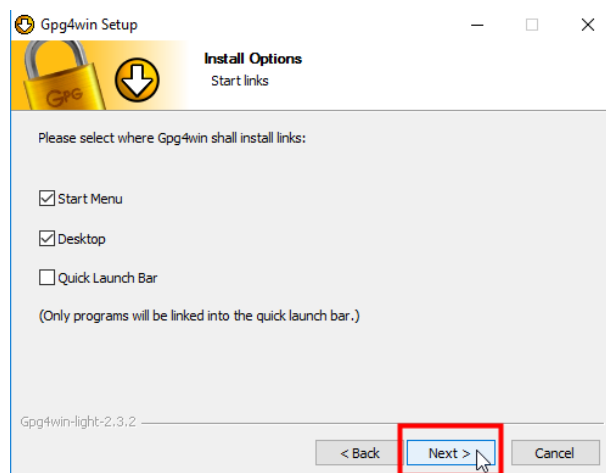 Gpg4win Setup
Install Options
Start links
GPG
Please select where Gpg4win shall install links:
Start Menu
Desktop
Quick Launch Bar
(Only programs will be linked into the quick launch bar.)
Gpg4win-light-2.3.2
< Back Next > Cancel